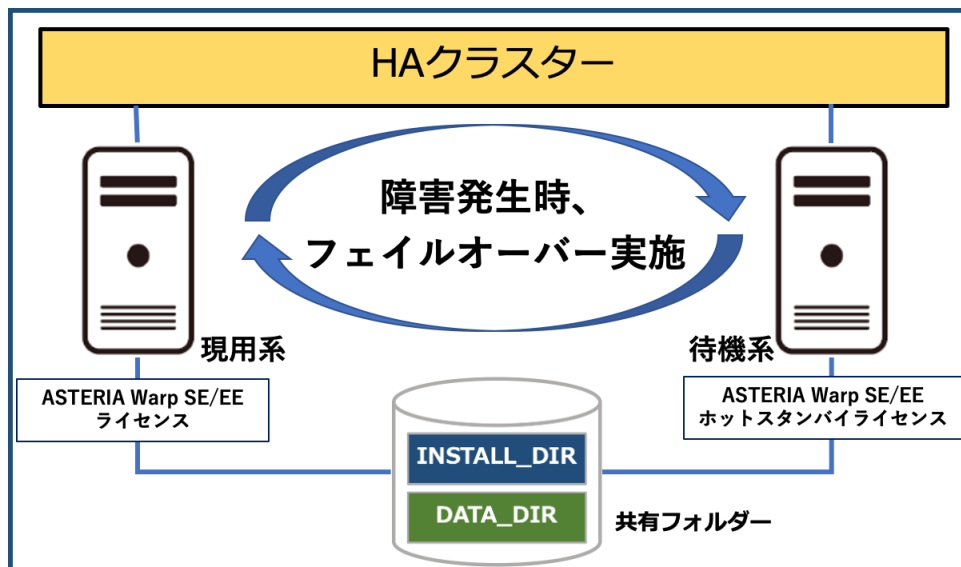 HAクラスター
障害発生時、
フェイルオーバー実施
現用系
待機系
ASTERIA Warp SE/EE
ライセンス
ASTERIA Warp SE/EE
ホットスタンバイライセンス
INSTALL_DIR
DATA_DIR
共有フォルダー